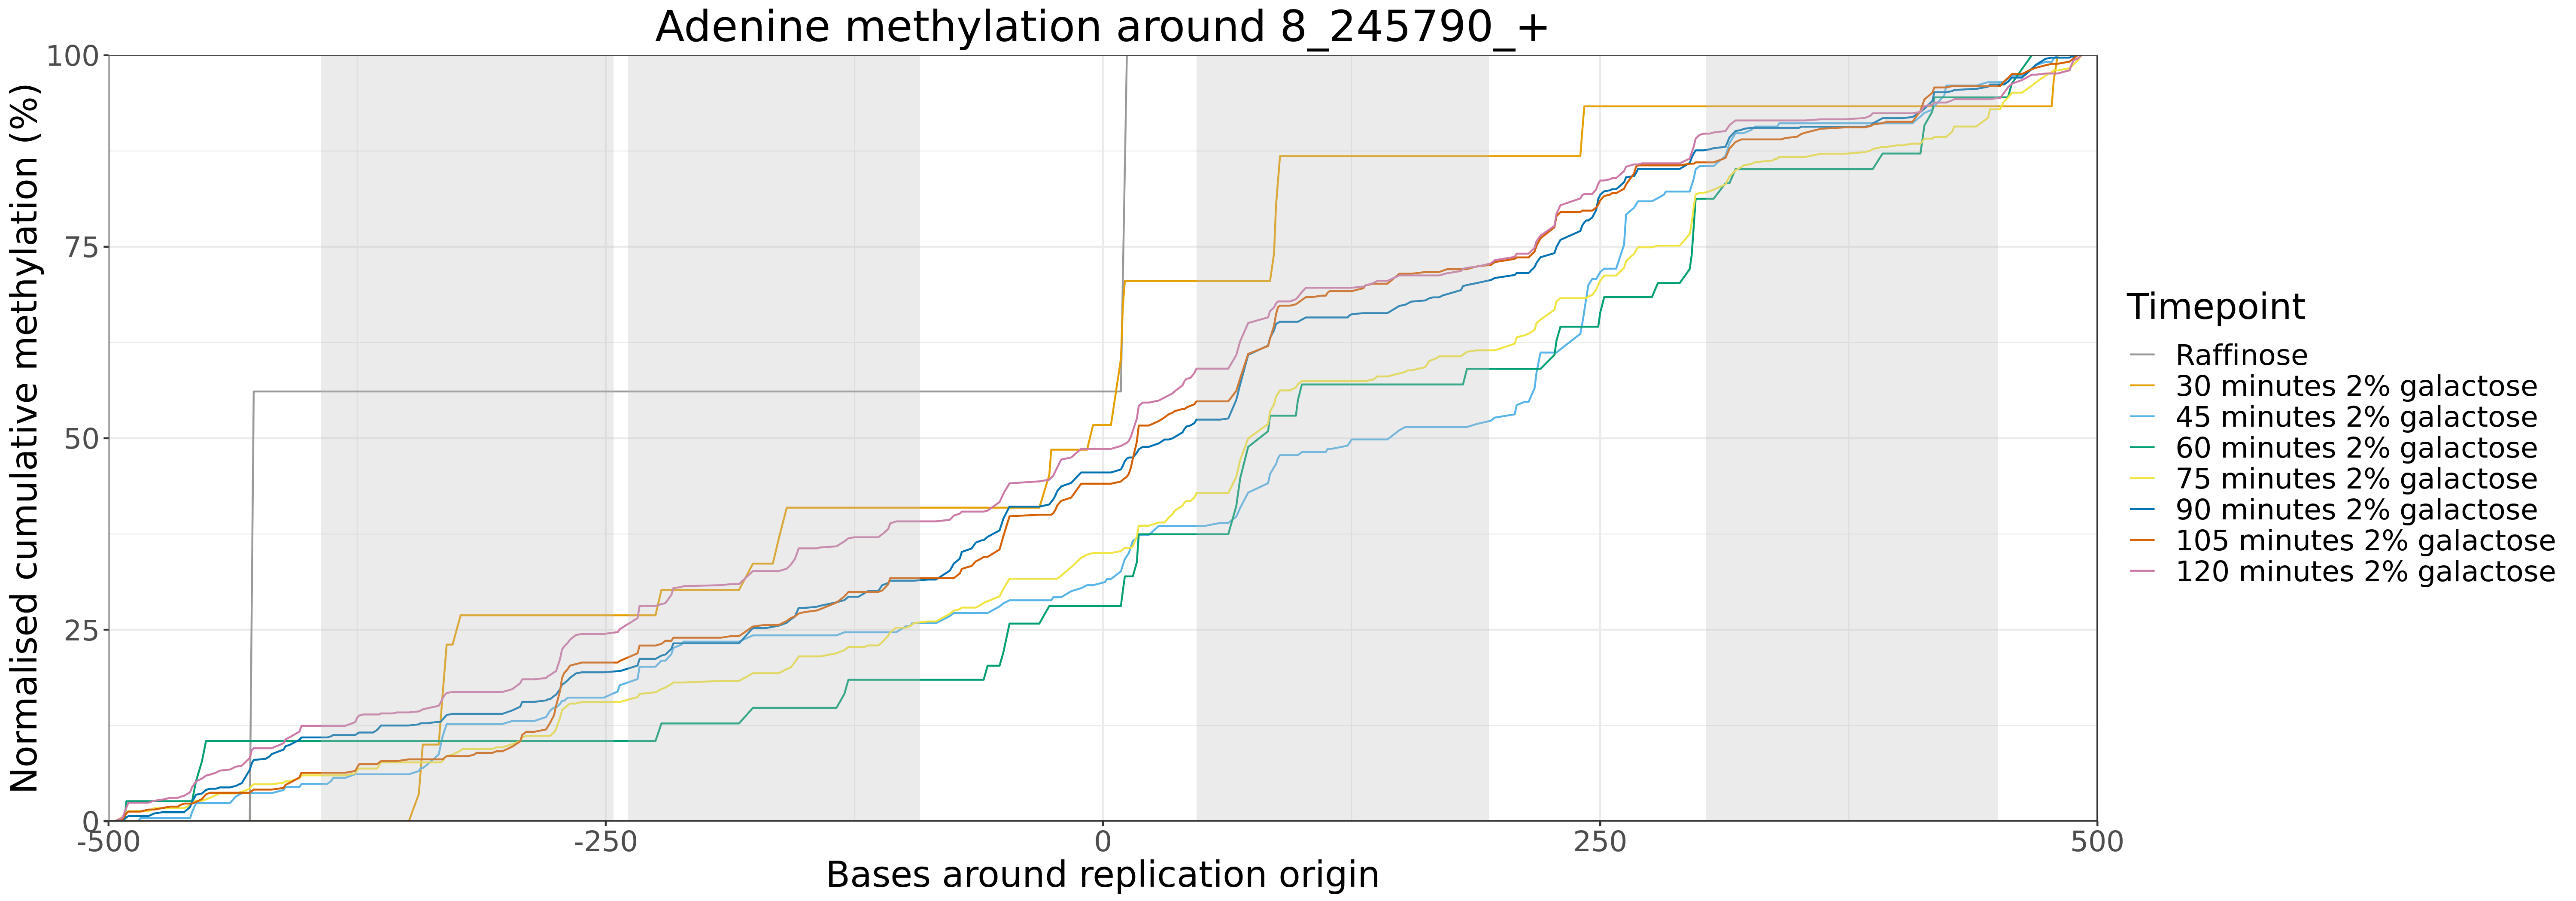 Adenine methylation around 8_245790_+
Normalised cumulative methylation (%)
100
75
50
25
0
-500
-250
0
250
500
Bases around replication origin
Timepoint
Raffinose
30 minutes 2% galactose
45 minutes 2% galactose
60 minutes 2% galactose
75 minutes 2% galactose
90 minutes 2% galactose
105 minutes 2% galactose
120 minutes 2% galactose